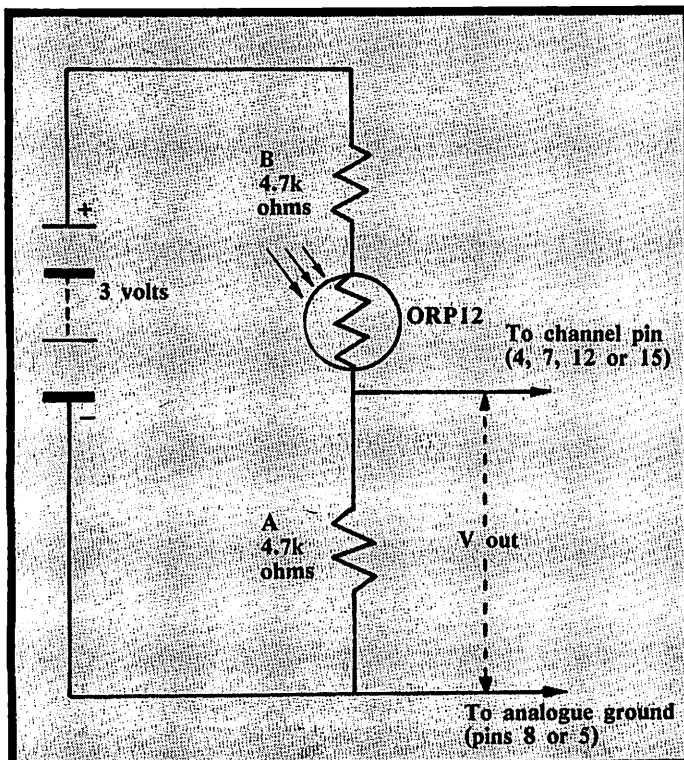 B
4.7k
ohms
+
3 volts
ORP12
To channel pin
(4, 7, 12 or 15)
–
A
4.7k
ohms
V out
To analogue ground
(pins 8 or 5)